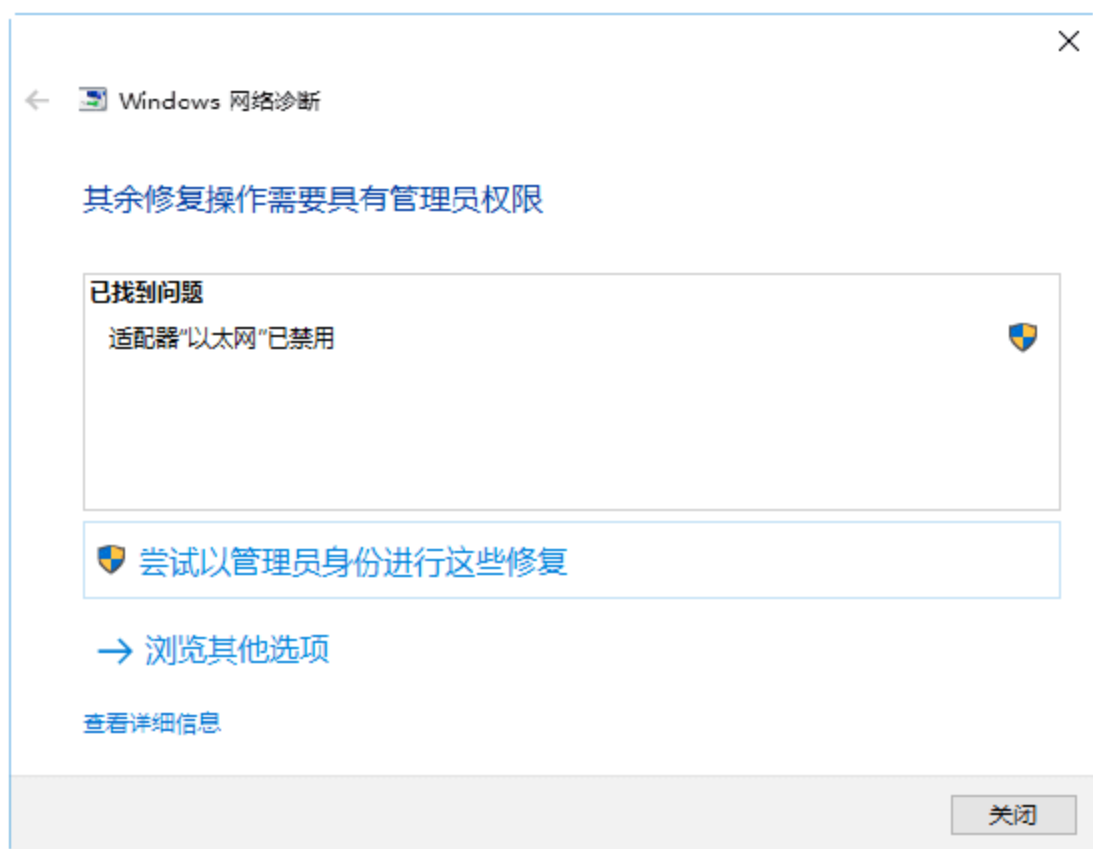 Windows 网络诊断
其余修复操作需要具有管理员权限
已找到问题
适配器"以太网"已禁用
尝试以管理员身份进行这些修复
浏览其他选项
查看详细信息
关闭